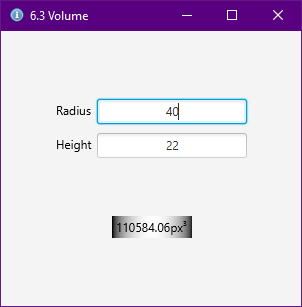 6.3 Volume
Radius 40
Height 22
110584.06px³